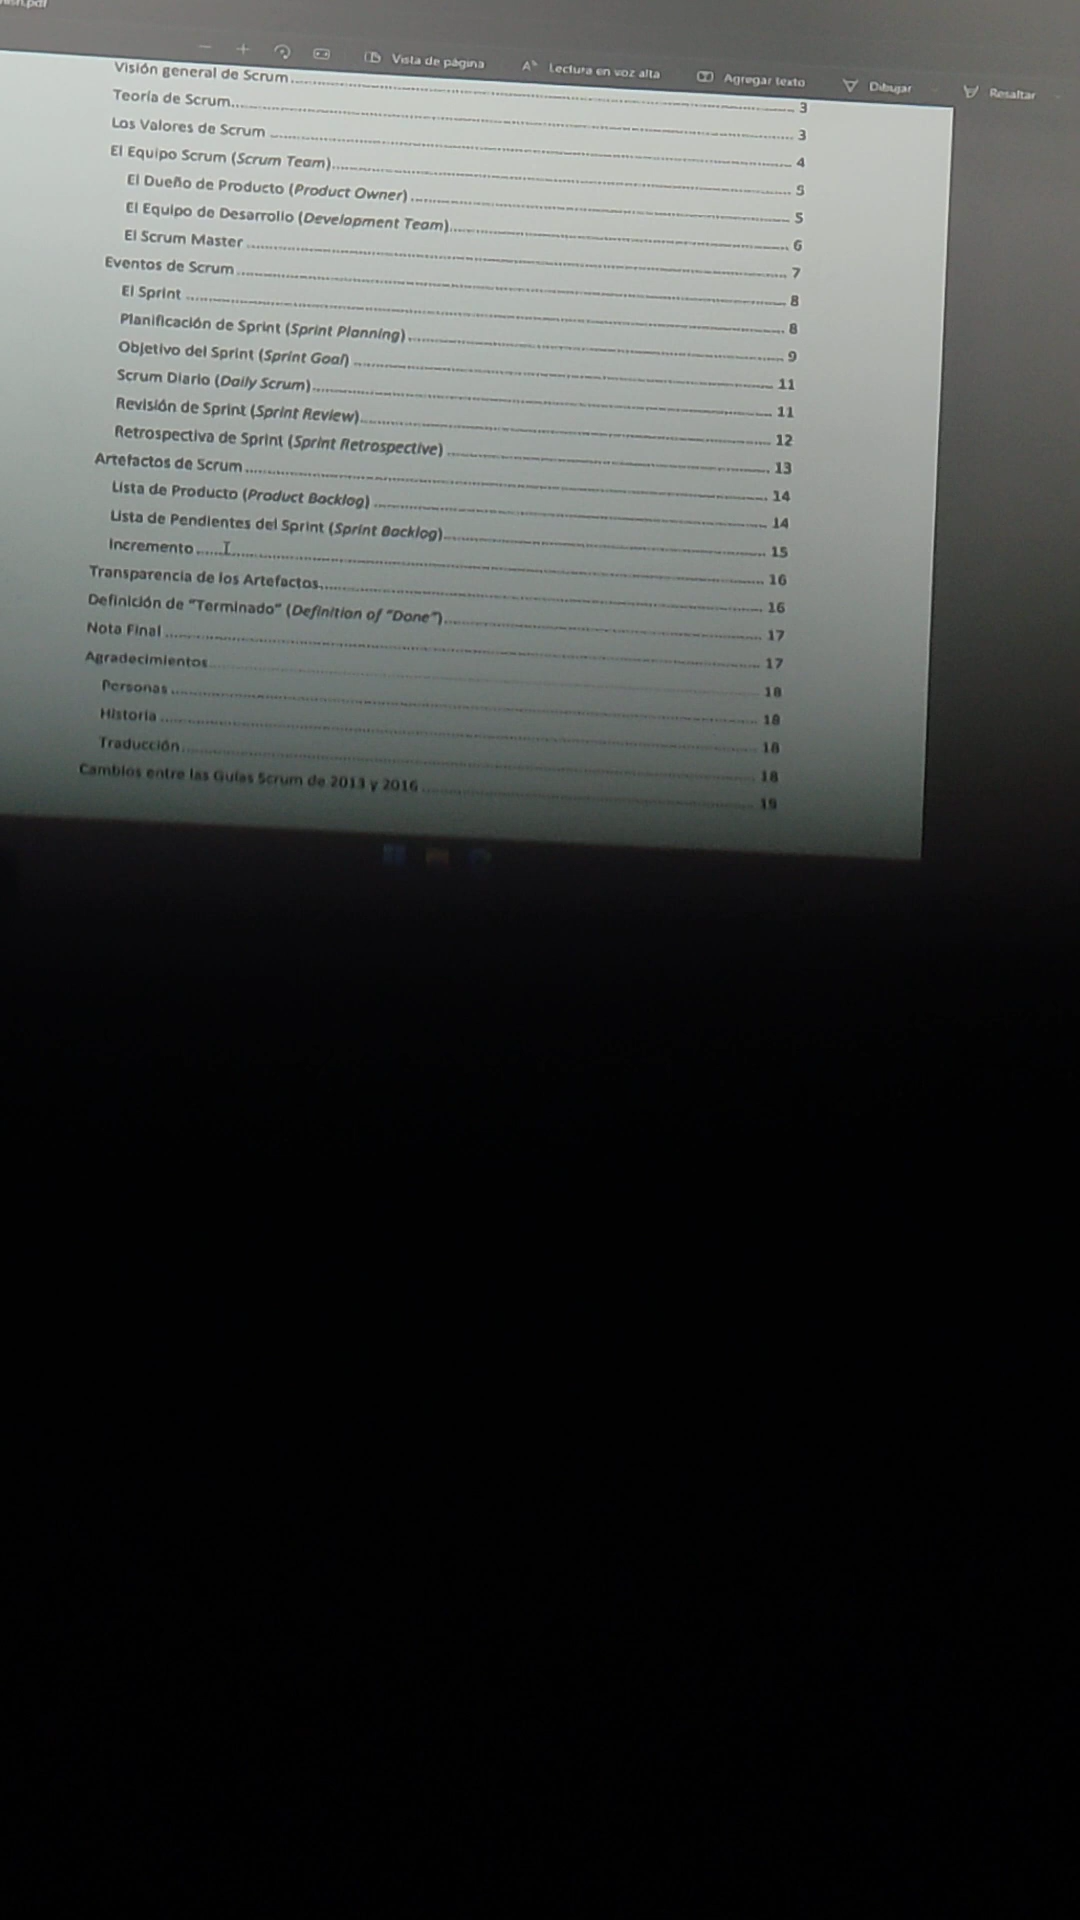 Vista de página
Lectura en voz alta
Agregar texto
Dibujar
Resaltar
Visión general de Scrum 3
Teoría de Scrum 3
Los Valores de Scrum 4
El Equipo Scrum (Scrum Team) 5
El Dueño de Producto (Product Owner) 5
El Equipo de Desarrollo (Development Team) 6
El Scrum Master 7
Eventos de Scrum 8
El Sprint 8
Planificación de Sprint (Sprint Planning) 9
Objetivo del Sprint (Sprint Goal) 11
Scrum Diario (Daily Scrum) 11
Revisión de Sprint (Sprint Review) 12
Retrospectiva de Sprint (Sprint Retrospective) 13
Artefactos de Scrum 14
Lista de Producto (Product Backlog) 14
Lista de Pendientes del Sprint (Sprint Backlog) 15
Incremento 16
Transparencia de los Artefactos 16
Definición de "Terminado" (Definition of "Done") 17
Nota Final 17
Agradecimientos 18
Personas 18
Historia 18
Traducción 18
Cambios entre las Guías Scrum de 2013 y 2016 19